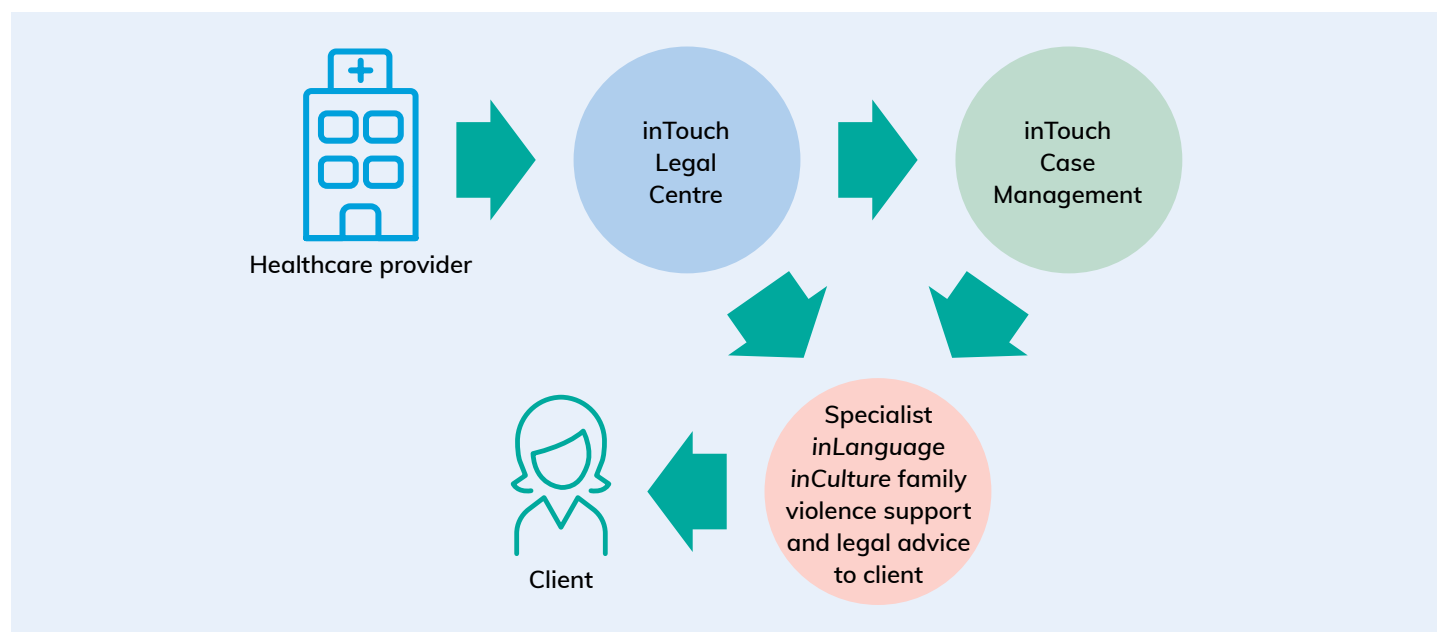 inTouch
Legal
Centre
inTouch
Case
Management
Healthcare provider
Specialist
inLanguage
inCulture family
violence support
and legal advice
to client
Client